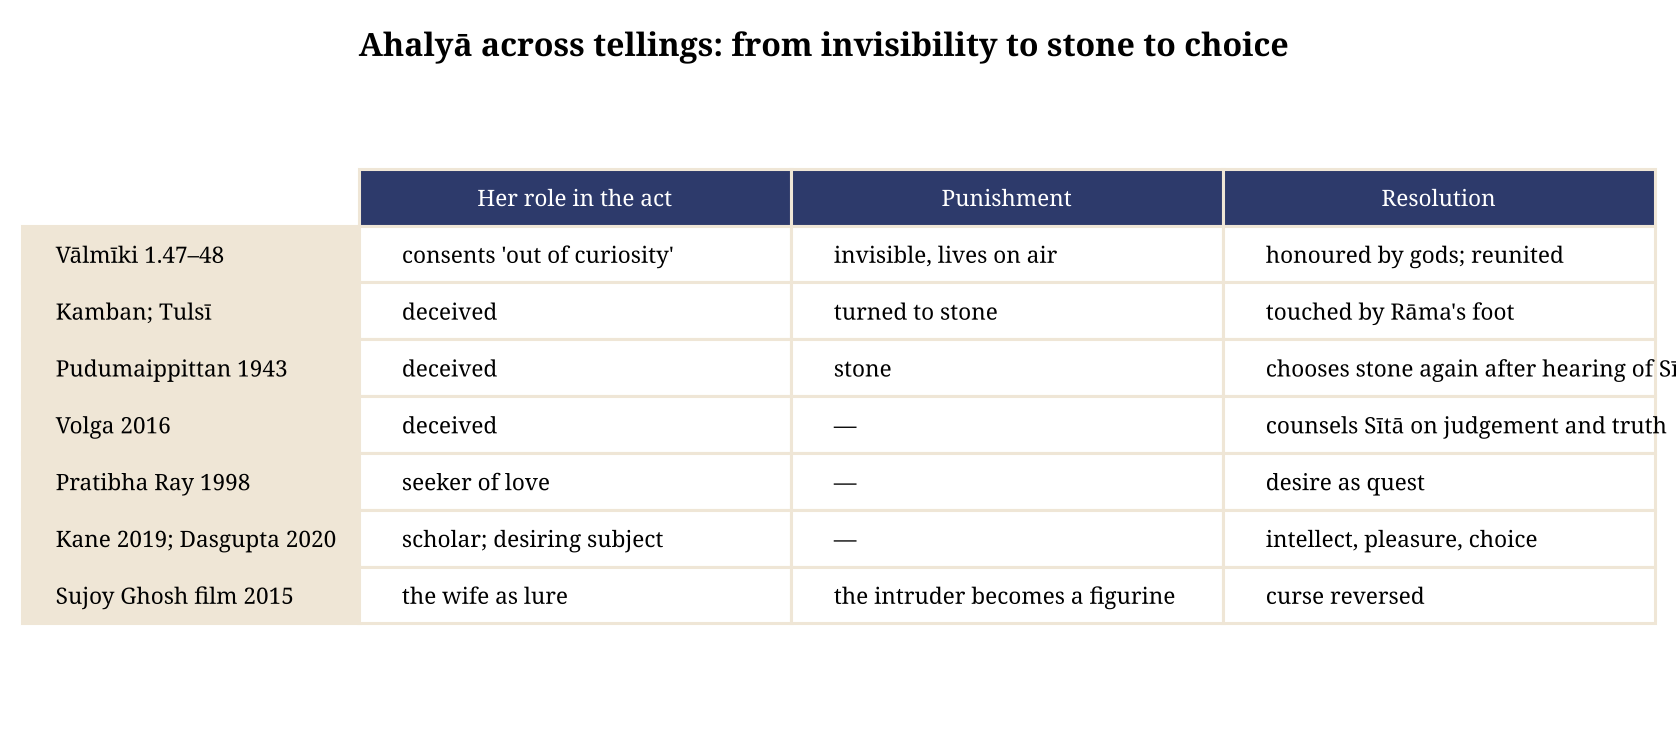 Ahalyā across tellings: from invisibility to stone to choice
Her role in the act Punishment Resolution
Vālmīki 1.47–48 consents 'out of curiosity' invisible, lives on air honoured by gods; reunited
Kamban; Tulsī deceived turned to stone touched by Rāma's foot
Pudumaippittan 1943 deceived stone chooses stone again after hearing of
Volga 2016 deceived — counsels Sītā on judgement and truth
Pratibha Ray 1998 seeker of love — desire as quest
Kane 2019; Dasgupta 2020 scholar; desiring subject — intellect, pleasure, choice
Sujoy Ghosh film 2015 the wife as lure the intruder becomes a figurine curse reversed